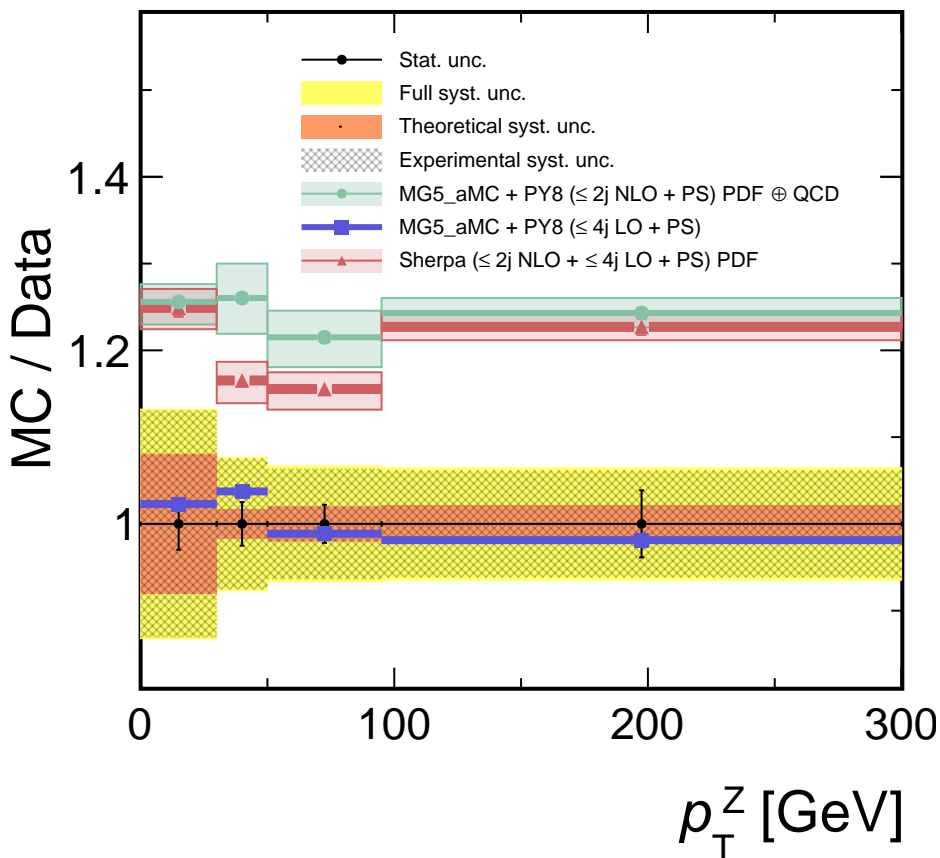 Stat. unc.
Full syst. unc.
Theoretical syst. unc.
Experimental syst. unc.
MG5_aMC + PY8 (≤ 2j NLO + PS) PDF ⊕ QCD
MG5_aMC + PY8 (≤ 4j LO + PS)
Sherpa (≤ 2j NLO + ≤ 4j LO + PS) PDF
MC / Data
1.4
1.2
1
0 100 200 300
p_T^Z [GeV]